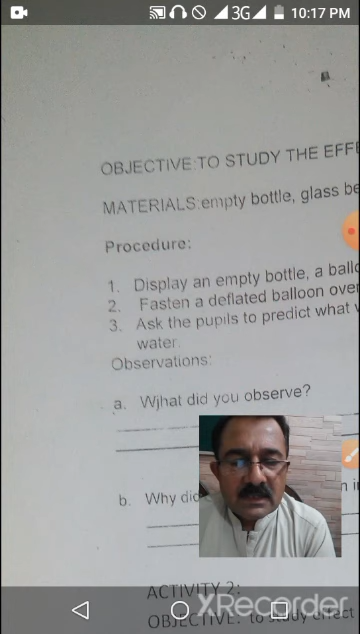 3G 10:17 PM
OBJECTIVE:TO STUDY THE EFFE
MATERIALS:empty bottle, glass be
Procedure:
1. Display an empty bottle, a ballo
2. Fasten a deflated balloon over
3. Ask the pupils to predict what
water.
Observations:
a. Wjhat did you observe?
b. Why did
ACTIVITY 2:
OBJECTIVE: to study effect
XRecorder